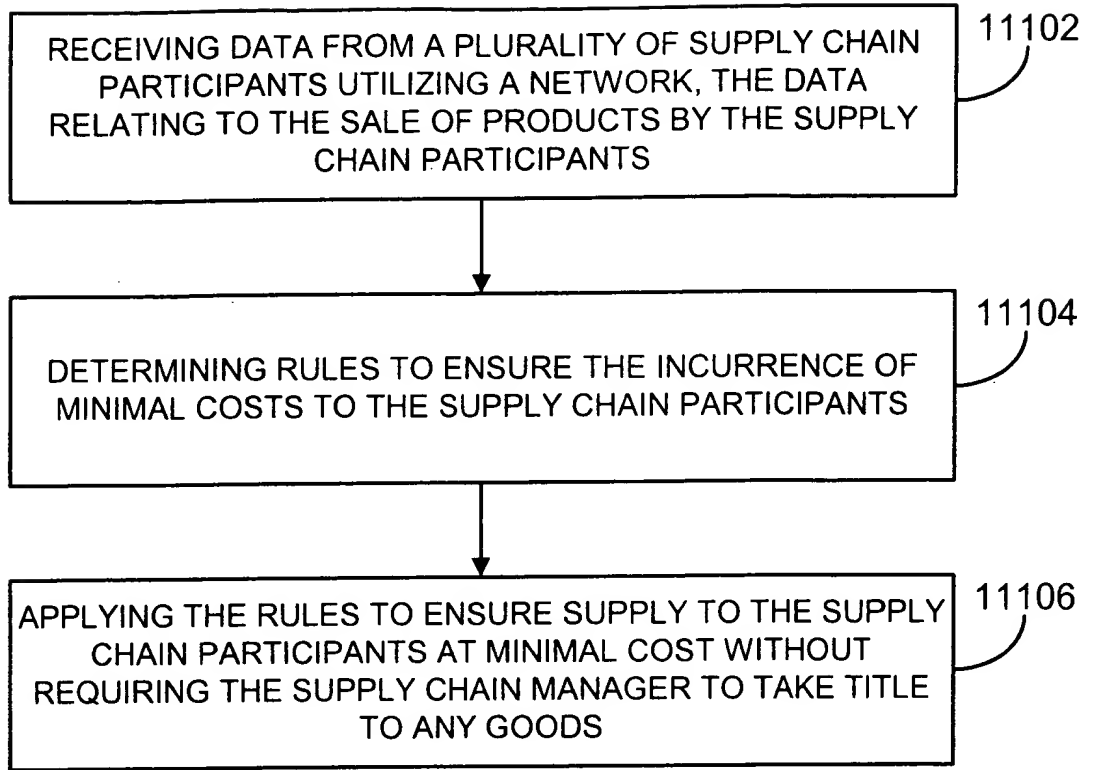 RECEIVING DATA FROM A PLURALITY OF SUPPLY CHAIN
PARTICIPANTS UTILIZING A NETWORK, THE DATA
RELATING TO THE SALE OF PRODUCTS BY THE SUPPLY
CHAIN PARTICIPANTS
11102
DETERMINING RULES TO ENSURE THE INCURRENCE OF
MINIMAL COSTS TO THE SUPPLY CHAIN PARTICIPANTS
11104
APPLYING THE RULES TO ENSURE SUPPLY TO THE SUPPLY
CHAIN PARTICIPANTS AT MINIMAL COST WITHOUT
REQUIRING THE SUPPLY CHAIN MANAGER TO TAKE TITLE
TO ANY GOODS
11106